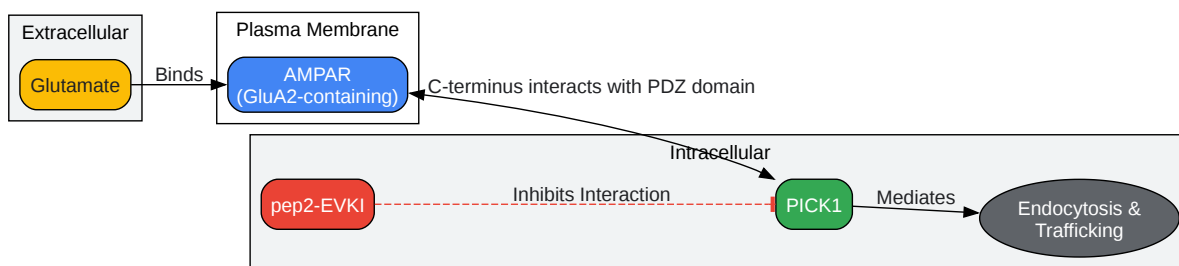 Extracellular
Plasma Membrane
Glutamate
Binds
AMPAR
(GluA2-containing)
C-terminus interacts with PDZ domain
Intracellular
pep2-EVKI
Inhibits Interaction
PICK1
Mediates
Endocytosis &
Trafficking